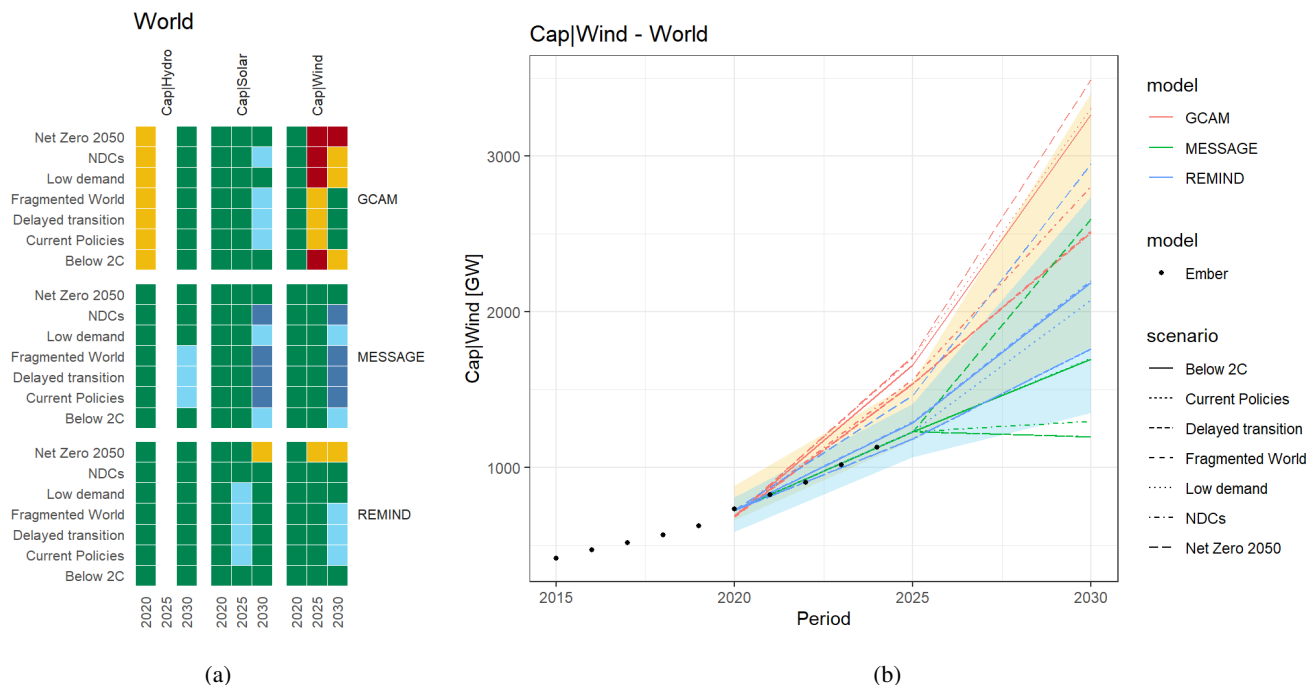 World
Cap|Hydro
Cap|Solar
Cap|Wind
Net Zero 2050
NDCs
Low demand
Fragmented World
Delayed transition
Current Policies
Below 2C
GCAM
Net Zero 2050
NDCs
Low demand
Fragmented World
Delayed transition
Current Policies
Below 2C
MESSAGE
Net Zero 2050
NDCs
Low demand
Fragmented World
Delayed transition
Current Policies
Below 2C
REMIND
2020
2025
2030
2020
2025
2030
2020
2025
2030
(a)
Cap|Wind - World
Cap|Wind [GW]
3000
2000
1000
2015
2020
2025
2030
Period
model
GCAM
MESSAGE
REMIND
model
Ember
scenario
Below 2C
Current Policies
Delayed transition
Fragmented World
Low demand
NDCs
Net Zero 2050
(b)